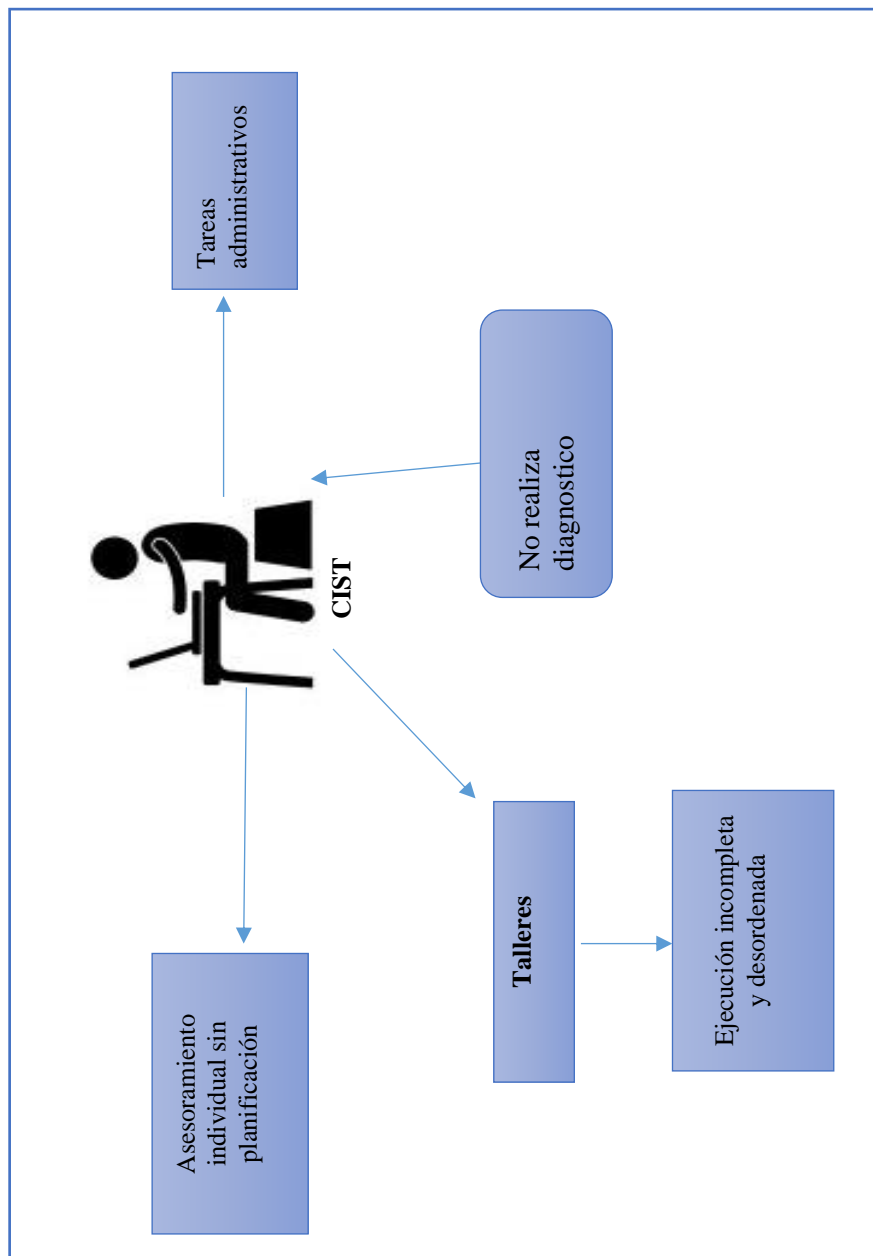 Asesoramiento
individual sin
planificación
Tareas
administrativos
CIST
Talleres
No realiza
diagnostico
Ejecución incompleta
y desordenada